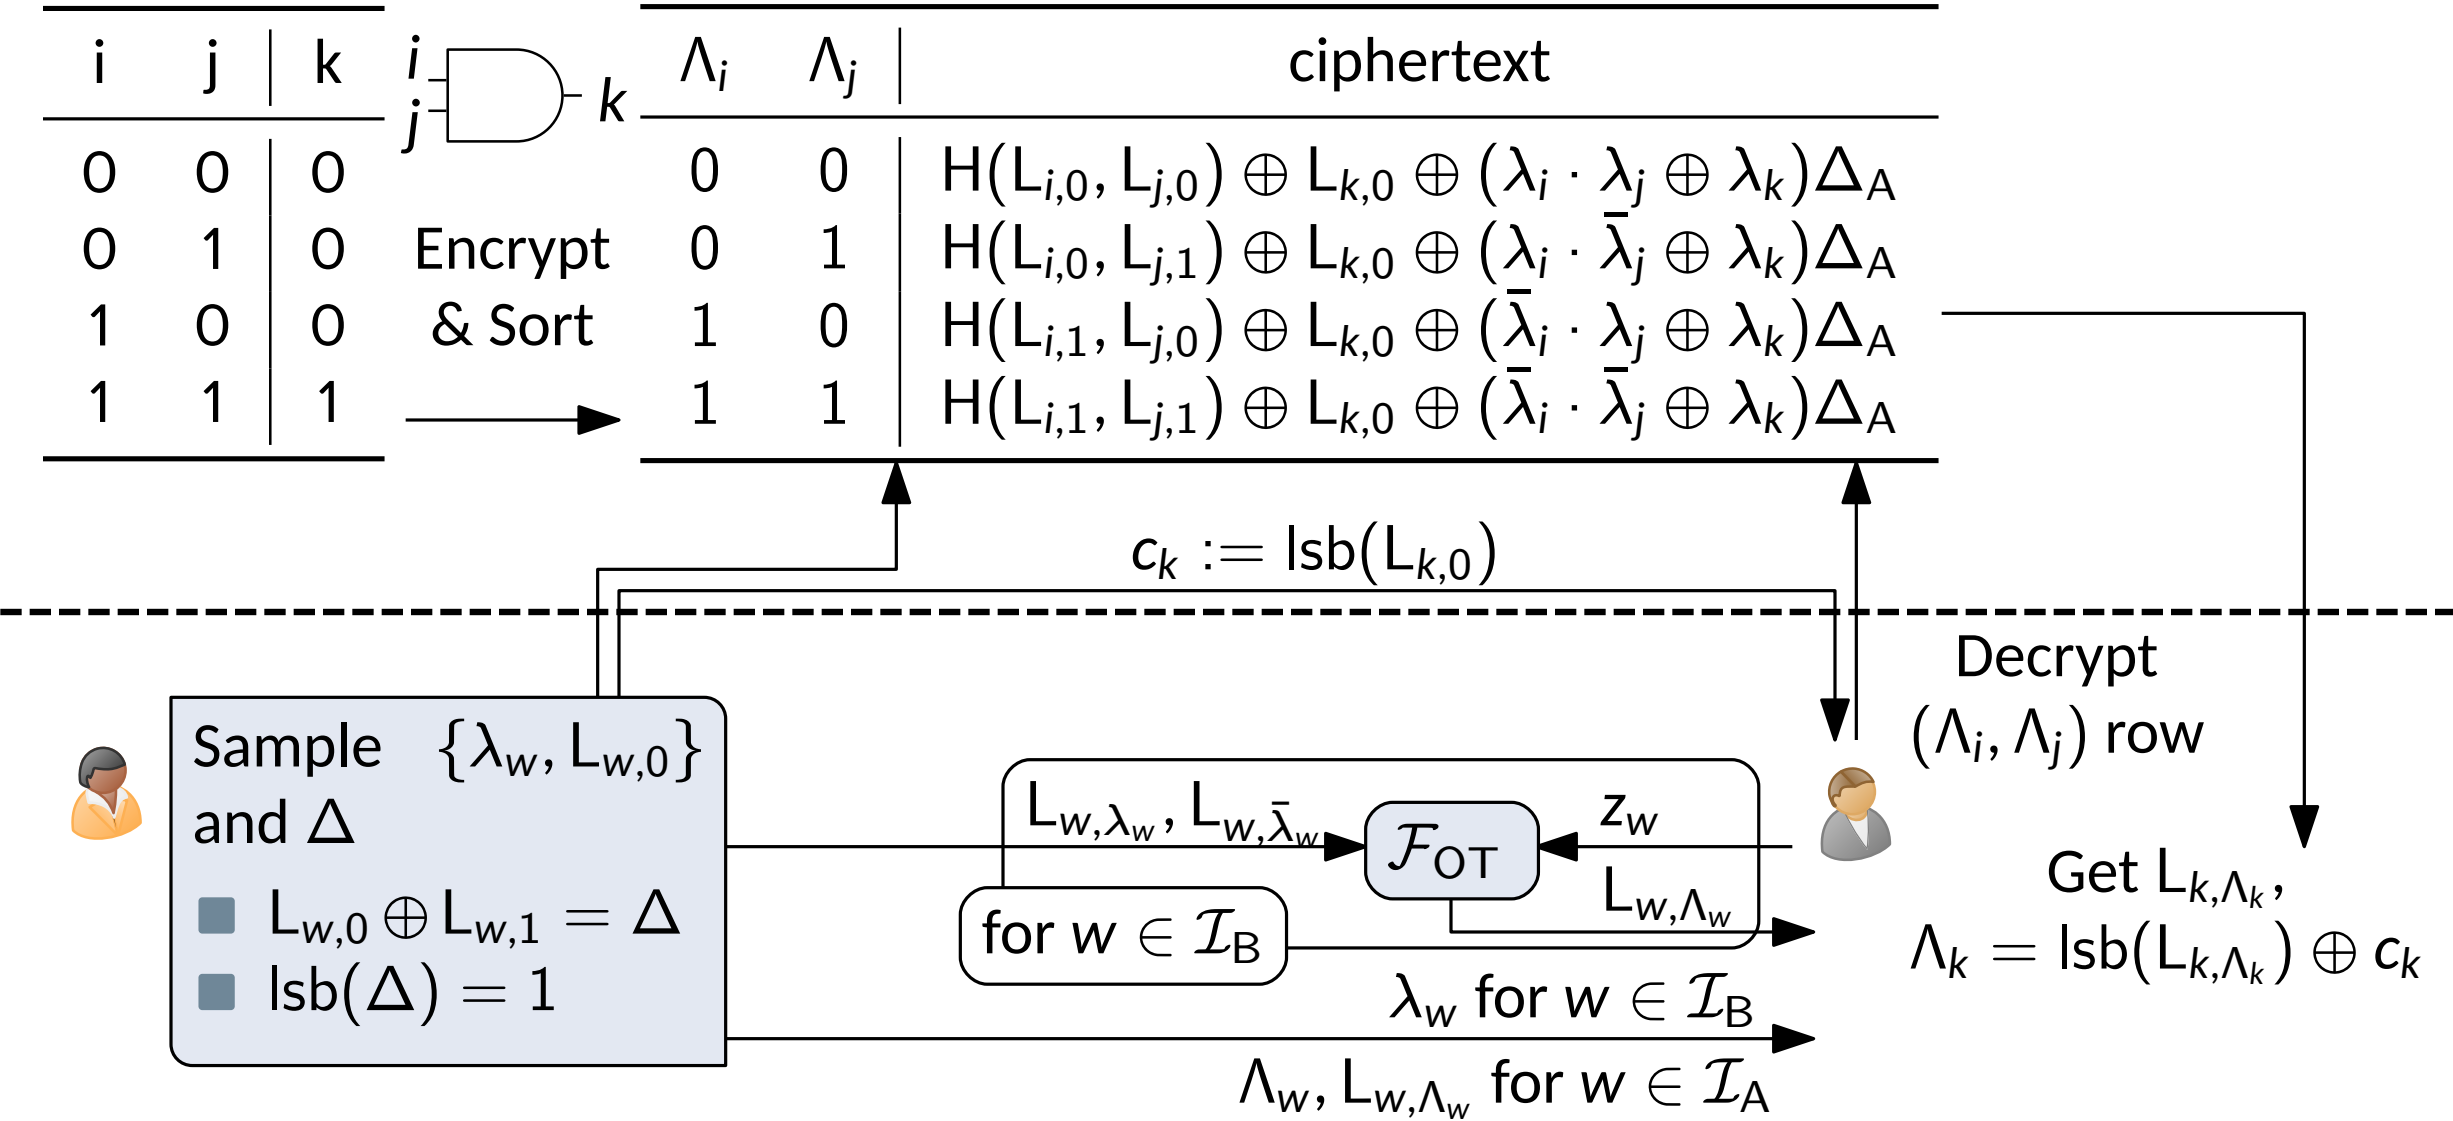 i j k
0 0 0
0 1 0
1 0 0
1 1 1
i
j
k
Encrypt
& Sort
Λ_i Λ_j ciphertext
0 0 H(L_{i,0}, L_{j,0}) ⊕ L_{k,0} ⊕ (λ_i · λ_j ⊕ λ_k)Δ_A
0 1 H(L_{i,0}, L_{j,1}) ⊕ L_{k,0} ⊕ (λ_i · λ̄_j ⊕ λ_k)Δ_A
1 0 H(L_{i,1}, L_{j,0}) ⊕ L_{k,0} ⊕ (λ̄_i · λ_j ⊕ λ_k)Δ_A
1 1 H(L_{i,1}, L_{j,1}) ⊕ L_{k,0} ⊕ (λ̄_i · λ̄_j ⊕ λ_k)Δ_A
c_k := lsb(L_{k,0})
Sample {λ_w, L_{w,0}}
and Δ
L_{w,0} ⊕ L_{w,1} = Δ
lsb(Δ) = 1
L_{w,λ_w}, L_{w,λ̄_w}
ℱ_OT
z_w
L_{w,Λ_w}
for w ∈ ℐ_B
λ_w for w ∈ ℐ_B
Λ_w, L_{w,Λ_w} for w ∈ ℐ_A
Decrypt
(Λ_i, Λ_j) row
Get L_{k,Λ_k},
Λ_k = lsb(L_{k,Λ_k}) ⊕ c_k